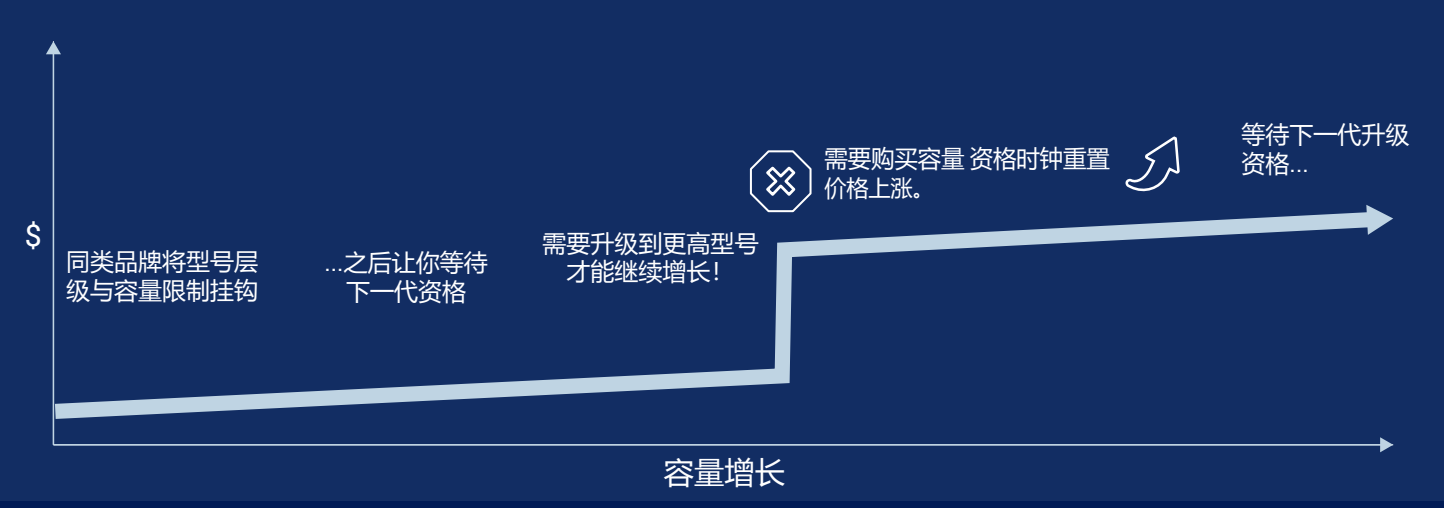 $
同类品牌将型号层
级与容量限制挂钩
...之后让你等待
下一代资格
需要升级到更高型号
才能继续增长！
需要购买容量 资格时钟重置
价格上涨。
等待下一代升级
资格...
容量增长